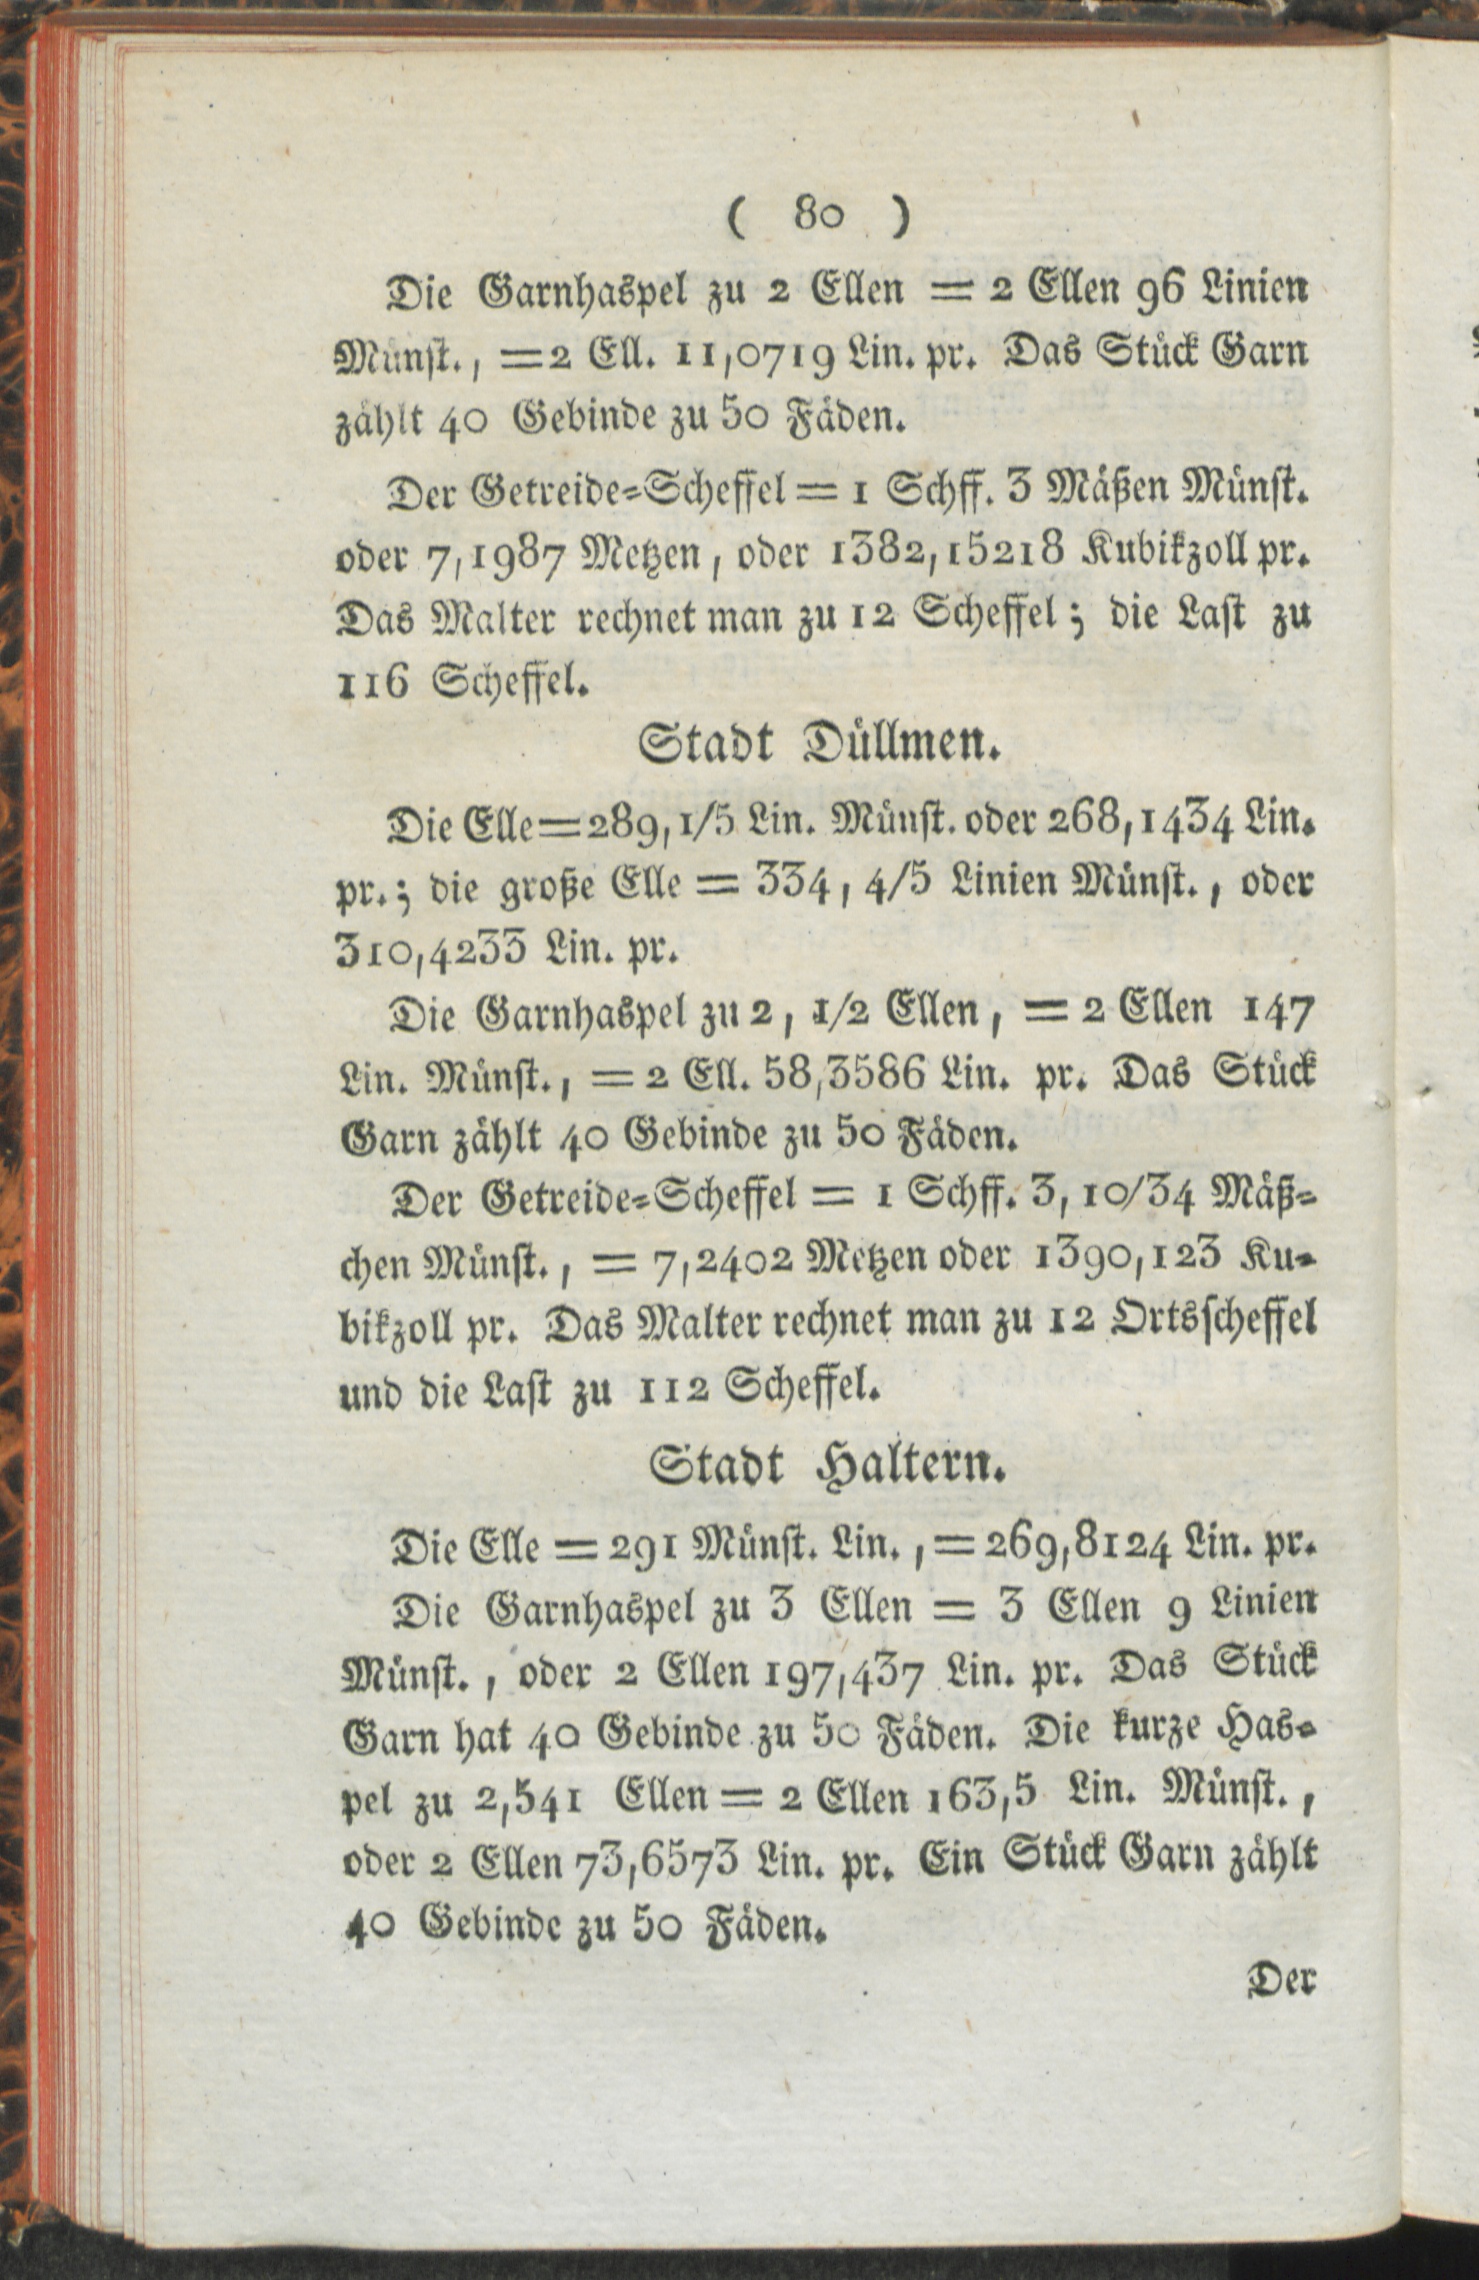 ( 80 )
Die Garnhaspel zu 2 Ellen = 2 Ellen 96 Linien
Münst., = 2 Ell. 11,0719 Lin. pr. Das Stück Garn
zählt 40 Gebinde zu 50 Fäden.
Der Getreide-Scheffel = 1 Schff. 3 Mäßen Münst.
oder 7,1987 Metzen, oder 1382,15218 Kubikzoll pr.
Das Malter rechnet man zu 12 Scheffel; die Last zu
116 Scheffel.
Stadt Düllmen.
Die Elle = 289, 1/5 Lin. Münst. oder 268,1434 Lin.
pr.; die große Elle = 334, 4/5 Linien Münst., oder
310,4233 Lin. pr.
Die Garnhaspel zu 2, 1/2 Ellen, = 2 Ellen 147
Lin. Münst., = 2 Ell. 58,3586 Lin. pr. Das Stück
Garn zählt 40 Gebinde zu 50 Fäden.
Der Getreide-Scheffel = 1 Schff. 3, 10/34 Mäß-
chen Münst., = 7,2402 Metzen oder 1390,123 Ku-
bikzoll pr. Das Malter rechnet man zu 12 Ortsscheffel
und die Last zu 112 Scheffel.
Stadt Haltern.
Die Elle = 291 Münst. Lin., = 269,8124 Lin. pr.
Die Garnhaspel zu 3 Ellen = 3 Ellen 9 Linien
Münst., oder 2 Ellen 197,437 Lin. pr. Das Stück
Garn hat 40 Gebinde zu 50 Fäden. Die kurze Has-
pel zu 2,541 Ellen = 2 Ellen 163,5 Lin. Münst.,
oder 2 Ellen 73,6573 Lin. pr. Ein Stück Garn zählt
40 Gebinde zu 50 Fäden.
Der